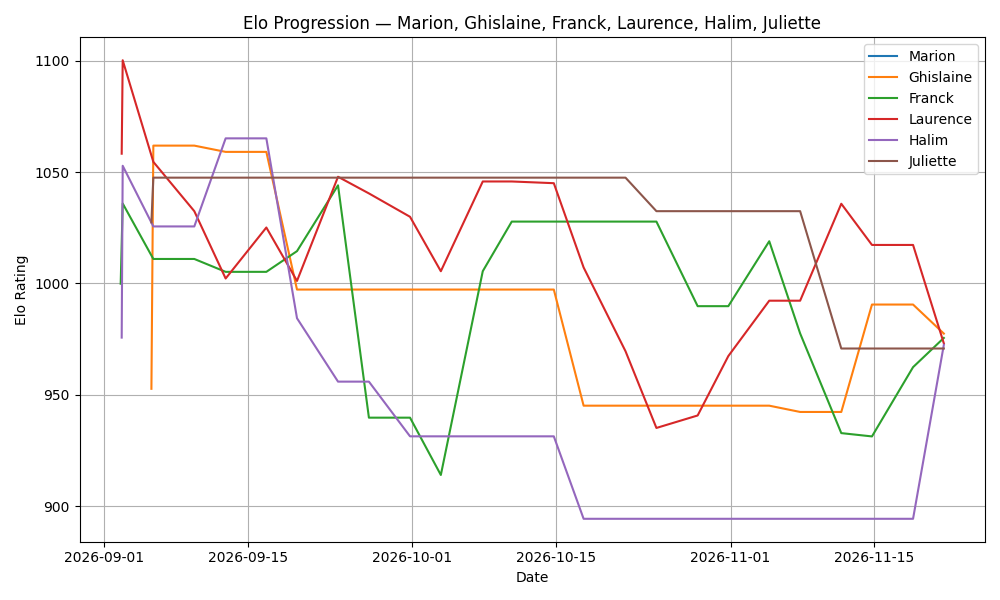 Elo Progression — Marion, Ghislaine, Franck, Laurence, Halim, Juliette
Elo Rating
1100
1050
1000
950
900
Marion
Ghislaine
Franck
Laurence
Halim
Juliette
2026-09-01 2026-09-15 2026-10-01 2026-10-15 2026-11-01 2026-11-15
Date